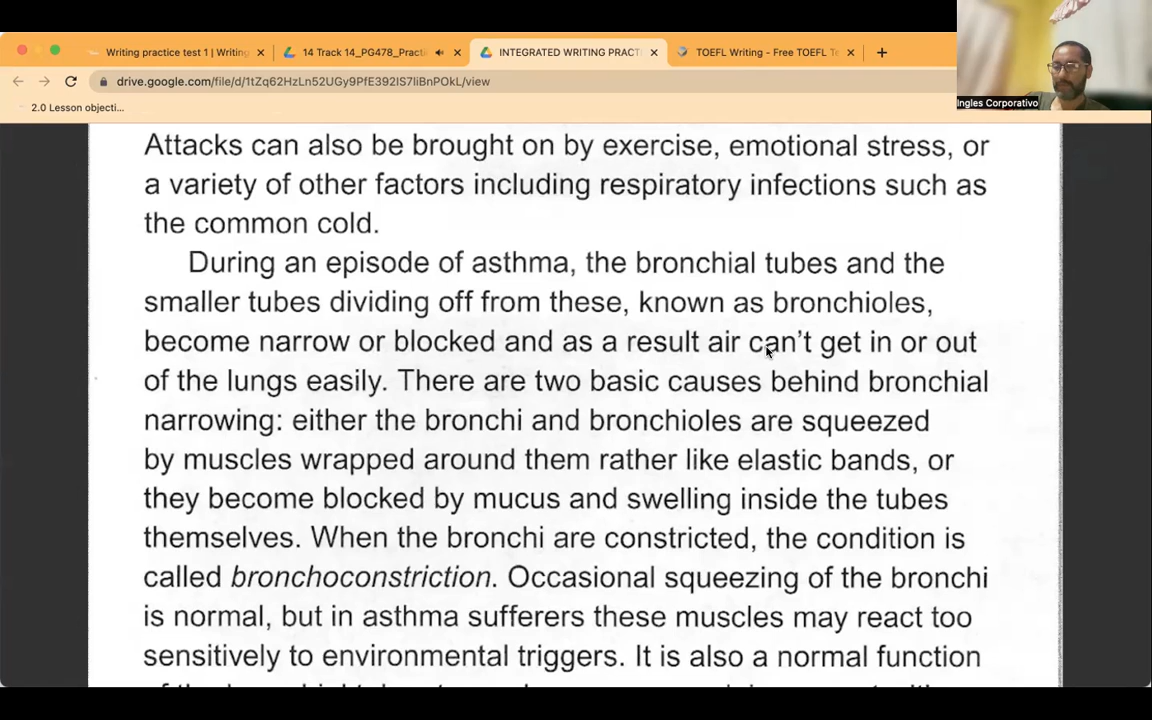 Writing practice test 1 | Writing
14 Track 14_PG478_Practi
INTEGRATED WRITING PRACT
TOEFL Writing - Free TOEFL Te
drive.google.com/file/d/1tZq62HzLn52UGy9PfE392IS7liBnPOkL/view
Ingles Corporativo
2.0 Lesson objecti...
Attacks can also be brought on by exercise, emotional stress, or
a variety of other factors including respiratory infections such as
the common cold.
During an episode of asthma, the bronchial tubes and the
smaller tubes dividing off from these, known as bronchioles,
become narrow or blocked and as a result air can't get in or out
of the lungs easily. There are two basic causes behind bronchial
narrowing: either the bronchi and bronchioles are squeezed
by muscles wrapped around them rather like elastic bands, or
they become blocked by mucus and swelling inside the tubes
themselves. When the bronchi are constricted, the condition is
called bronchoconstriction. Occasional squeezing of the bronchi
is normal, but in asthma sufferers these muscles may react too
sensitively to environmental triggers. It is also a normal function